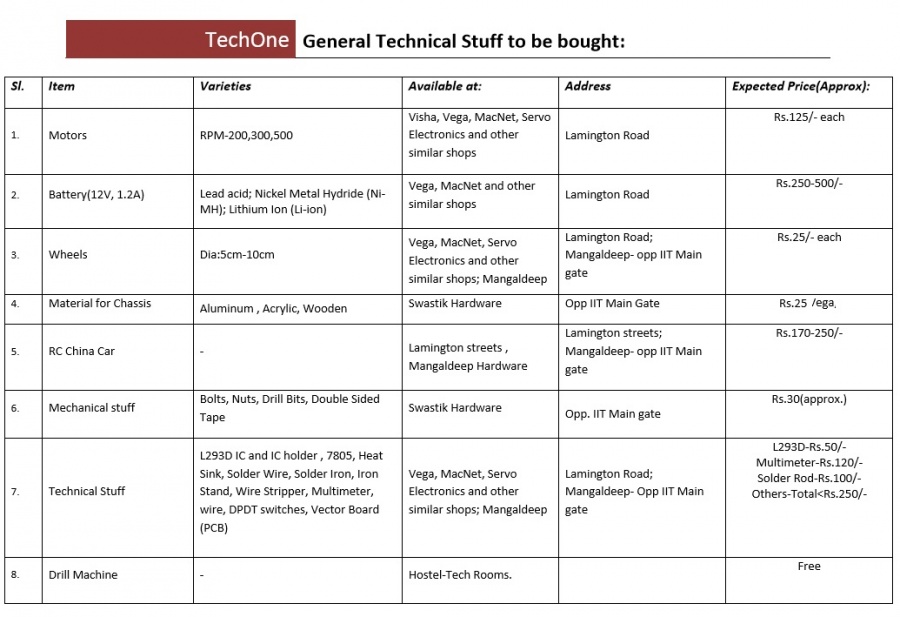 TechOne General Technical Stuff to be bought:
Sl. Item Varieties Available at: Address Expected Price(Approx):
1. Motors RPM-200,300,500 Visha, Vega, MacNet, Servo Electronics and other similar shops Lamington Road Rs.125/- each
2. Battery(12V, 1.2A) Lead acid; Nickel Metal Hydride (Ni-MH); Lithium Ion (Li-ion) Vega, MacNet and other similar shops Lamington Road Rs.250-500/-
3. Wheels Dia:5cm-10cm Vega, MacNet, Servo Electronics and other similar shops; Mangaldeep Lamington Road; Mangaldeep- opp IIT Main gate Rs.25/- each
4. Material for Chassis Aluminum , Acrylic, Wooden Swastik Hardware Opp IIT Main Gate Rs.25 /ega.
5. RC China Car - Lamington streets , Mangaldeep Hardware Lamington streets; Mangaldeep- opp IIT Main gate Rs.170-250/-
6. Mechanical stuff Bolts, Nuts, Drill Bits, Double Sided Tape Swastik Hardware Opp. IIT Main gate Rs.30(approx.)
7. Technical Stuff L293D IC and IC holder , 7805, Heat Sink, Solder Wire, Solder Iron, Iron Stand, Wire Stripper, Multimeter, wire, DPDT switches, Vector Board (PCB) Vega, MacNet, Servo Electronics and other similar shops; Mangaldeep Lamington Road; Mangaldeep- Opp IIT Main gate L293D-Rs.50/- Multimeter-Rs.120/- Solder Rod-Rs.100/- Others-Total<Rs.250/-
8. Drill Machine - Hostel-Tech Rooms. Free